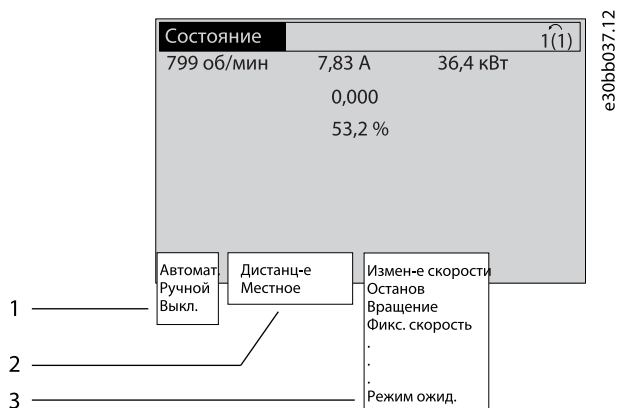 Состояние 1(1)
799 об/мин 7,83 A 36,4 кВт
0,000
53,2 %
Автомат.
Ручной
Выкл.
Дистанц-е
Местное
Измен-е скорости
Останов
Вращение
Фикс. скорость
.
.
.
Режим ожид.
1
2
3
e30bb037.12